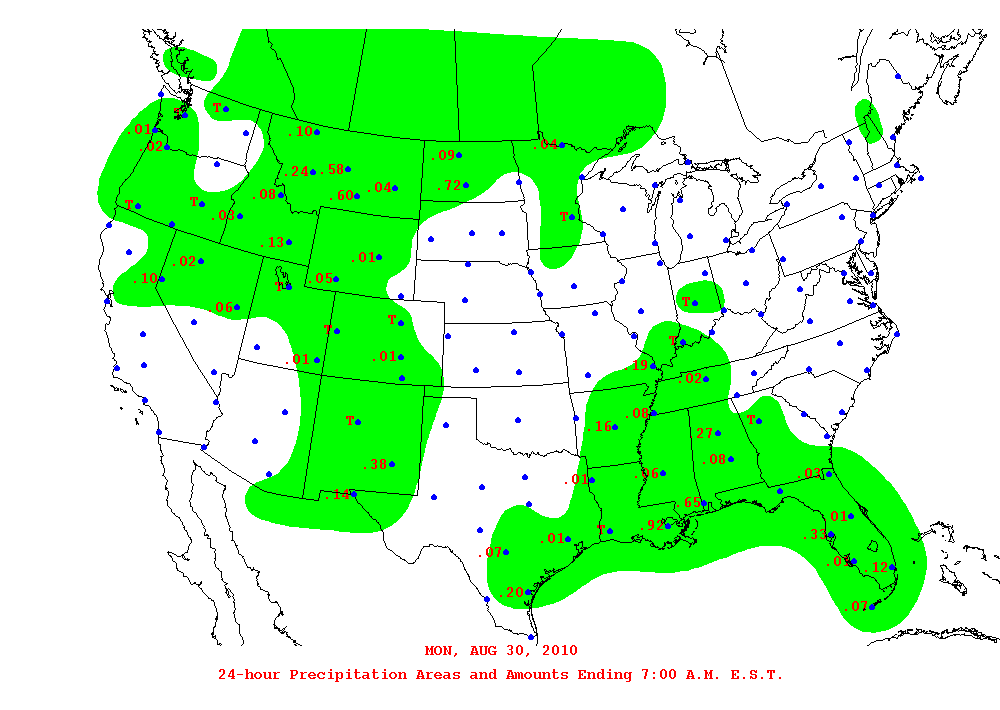 T
T
.01
.10
.04
.02
.09
.24 .58
.04
.72
.08
.60
T
T
.03
T
.13
.02
.01
.10
.05
T
T
.06
T
T
T
.19
.01
.01
.02
.08
T
T
.16
.27
.38
.08
.06
.03
.01
.14
.65
.01
.92
T
.33
.01
.07
.12
.20
.07
MON, AUG 30, 2010
24-hour Precipitation Areas and Amounts Ending 7:00 A.M. E.S.T.